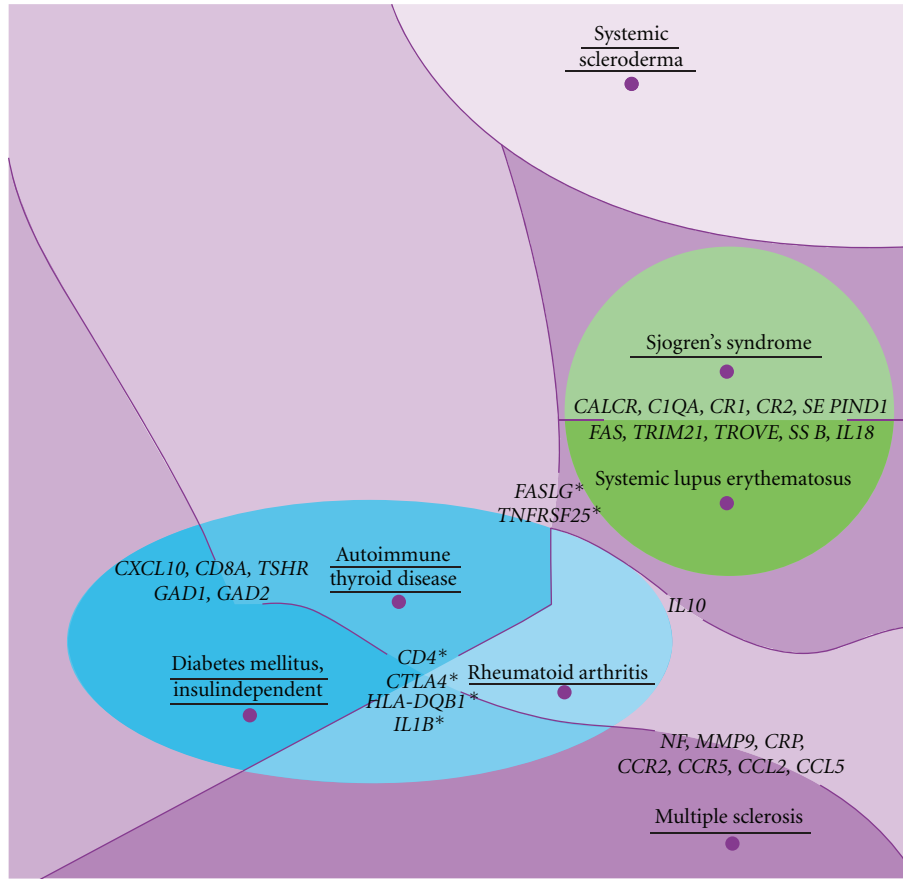 Systemic
scleroderma
Sjogren's syndrome
CALCR, C1QA, CR1, CR2, SE PIND1
FAS, TRIM21, TROVE, SS B, IL18
Systemic lupus erythematosus
FASLG*
TNFRSF25*
Autoimmune
thyroid disease
CXCL10, CD8A, TSHR
GAD1, GAD2
IL10
Diabetes mellitus,
insulindependent
CD4*
CTLA4*
HLA-DQB1*
IL1B*
Rheumatoid arthritis
NF, MMP9, CRP,
CCR2, CCR5, CCL2, CCL5
Multiple sclerosis